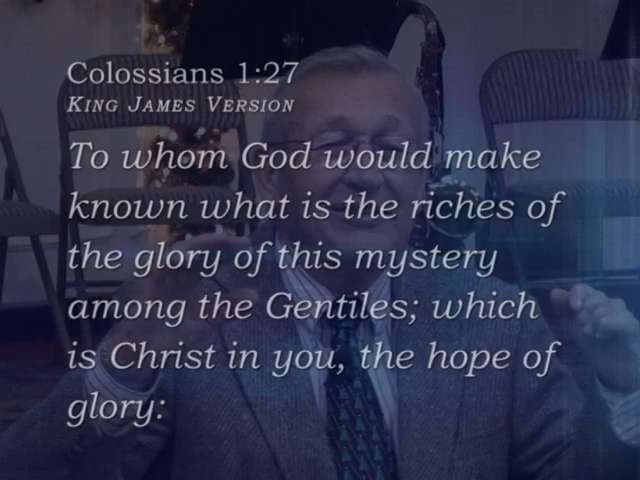 Colossians 1:27
King James Version
To whom God would make
known what is the riches of
the glory of this mystery
among the Gentiles; which
is Christ in you, the hope of
glory: